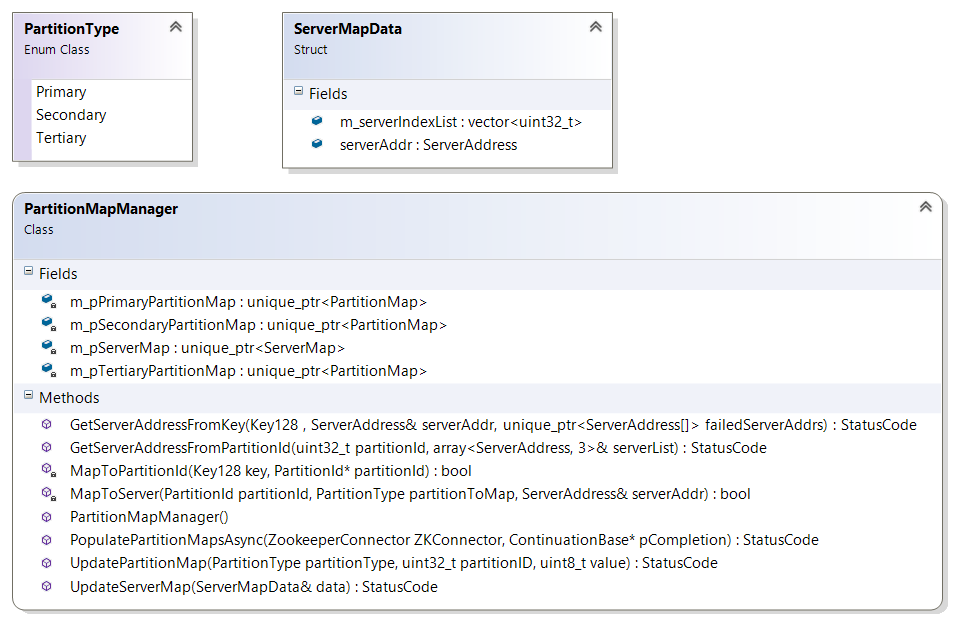 PartitionType
Enum Class
Primary
Secondary
Tertiary
ServerMapData
Struct
Fields
m_serverIndexList : vector<uint32_t>
serverAddr : ServerAddress
PartitionMapManager
Class
Fields
m_pPrimaryPartitionMap : unique_ptr<PartitionMap>
m_pSecondaryPartitionMap : unique_ptr<PartitionMap>
m_pServerMap : unique_ptr<ServerMap>
m_pTertiaryPartitionMap : unique_ptr<PartitionMap>
Methods
GetServerAddressFromKey(Key128 , ServerAddress& serverAddr, unique_ptr<ServerAddress[]> failedServerAddrs) : StatusCode
GetServerAddressFromPartitionId(uint32_t partitionId, array<ServerAddress, 3>& serverList) : StatusCode
MapToPartitionId(Key128 key, PartitionId* partitionId) : bool
MapToServer(PartitionId partitionId, PartitionType partitionToMap, ServerAddress& serverAddr) : bool
PartitionMapManager()
PopulatePartitionMapsAsync(ZookeeperConnector ZKConnector, ContinuationBase* pCompletion) : StatusCode
UpdatePartitionMap(PartitionType partitionType, uint32_t partitionID, uint8_t value) : StatusCode
UpdateServerMap(ServerMapData& data) : StatusCode